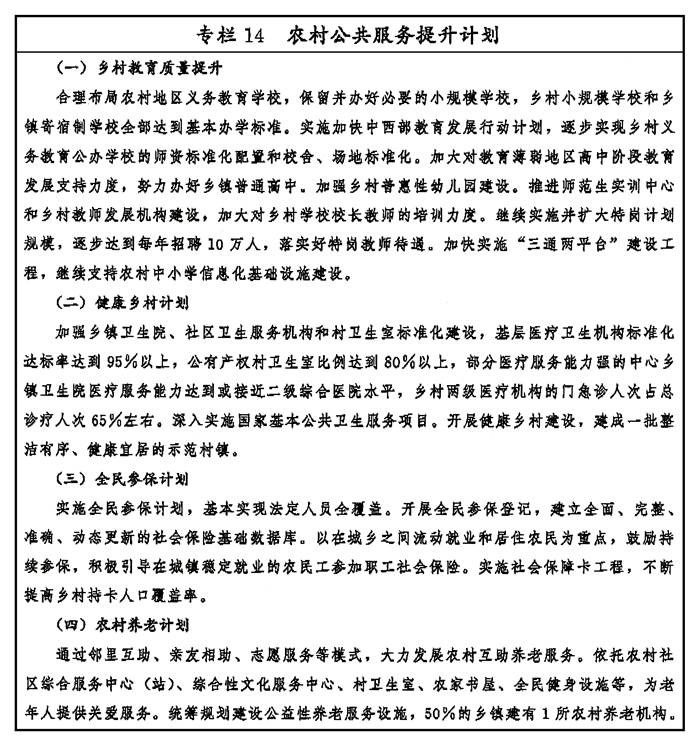 专栏 14　农村公共服务提升计划
（一）乡村教育质量提升
合理布局农村地区义务教育学校，保留并办好必要的小规模学校，乡村小规模学校和乡
镇寄宿制学校全部达到基本办学标准。实施加快中西部教育发展行动计划，逐步实现乡村义
务教育公办学校的师资标准化配置和校舍、场地标准化。加大对教育薄弱地区高中阶段教育
发展支持力度，努力办好乡镇普通高中。加强乡村普惠性幼儿园建设。推进师范生实训中心
和乡村教师发展机构建设，加大对乡村学校校长教师的培训力度。继续实施并扩大特岗计划
规模，逐步达到每年招聘 10 万人，落实好特岗教师待遇。加快实施“三通两平台”建设工
程，继续支持农村中小学信息化基础设施建设。
（二）健康乡村计划
加强乡镇卫生院、社区卫生服务机构和村卫生室标准化建设，基层医疗卫生机构标准化
达标率达到 95%以上，公有产权村卫生室比例达到 80%以上，部分医疗服务能力强的中心乡
镇卫生院医疗服务能力达到或接近二级综合医院水平，乡村两级医疗机构的门急诊人次占总
诊疗人次 65%左右。深入实施国家基本公共卫生服务项目。开展健康乡村建设，建成一批整
洁有序、健康宜居的示范村镇。
（三）全民参保计划
实施全民参保计划，基本实现法定人员全覆盖。开展全民参保登记，建立全面、完整、
准确、动态更新的社会保险基础数据库。以在城乡之间流动就业和居住农民为重点，鼓励持
续参保，积极引导在城镇稳定就业的农民工参加职工社会保险。实施社会保障卡工程，不断
提高乡村持卡人口覆盖率。
（四）农村养老计划
通过邻里互助、亲友相助、志愿服务等模式，大力发展农村互助养老服务。依托农村社
区综合服务中心（站）、综合性文化服务中心、村卫生室、农家书屋、全民健身设施等，为老
年人提供关爱服务。统筹规划建设公益性养老服务设施，50%的乡镇建有 1 所农村养老机构。